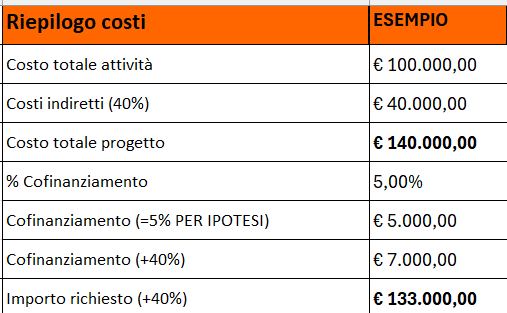 Riepilogo costi ESEMPIO
Costo totale attività € 100.000,00
Costi indiretti (40%) € 40.000,00
Costo totale progetto € 140.000,00
% Cofinanziamento 5,00%
Cofinanziamento (=5% PER IPOTESI) € 5.000,00
Cofinanziamento (+40%) € 7.000,00
Importo richiesto (+40%) € 133.000,00